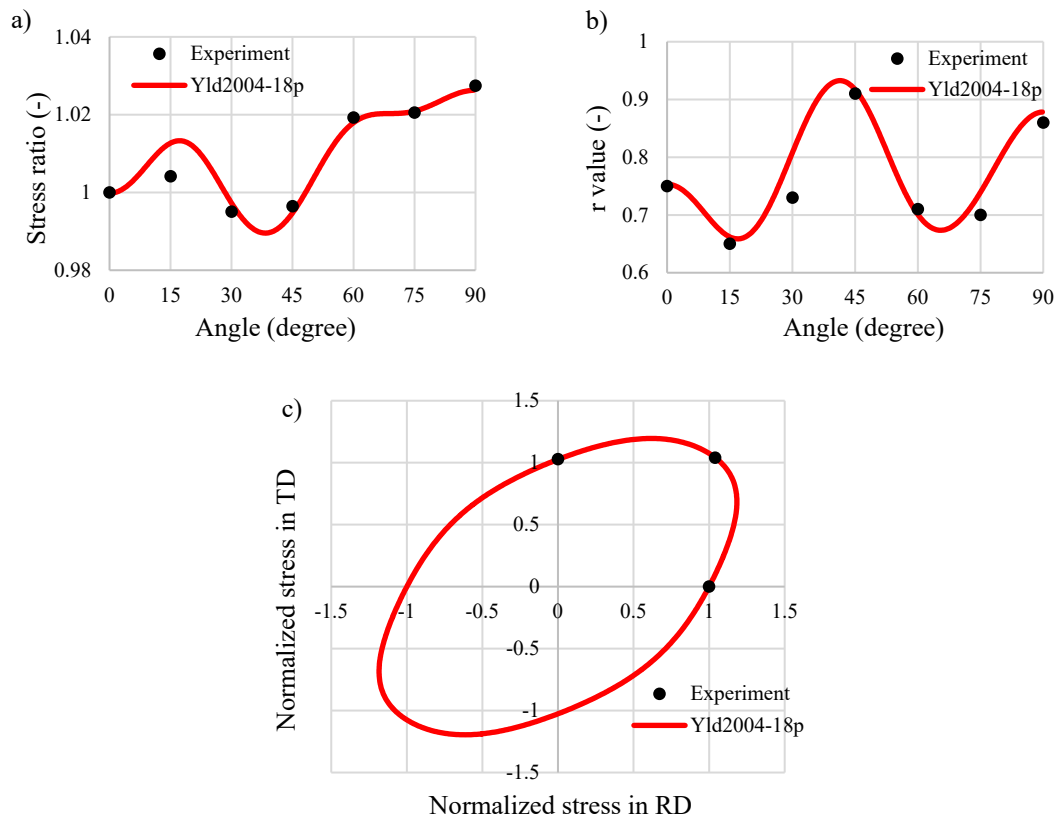 a)
1.04
1.02
1
0.98
Stress ratio (-)
Experiment
Yld2004-18p
0 15 30 45 60 75 90
Angle (degree)
b)
1
0.9
0.8
0.7
0.6
r value (-)
Experiment
Yld2004-18p
0 15 30 45 60 75 90
Angle (degree)
c)
1.5
1
0.5
0
-0.5
-1
-1.5
Normalized stress in TD
-1.5 -1 -0.5 0 0.5 1 1.5
Experiment
Yld2004-18p
Normalized stress in RD